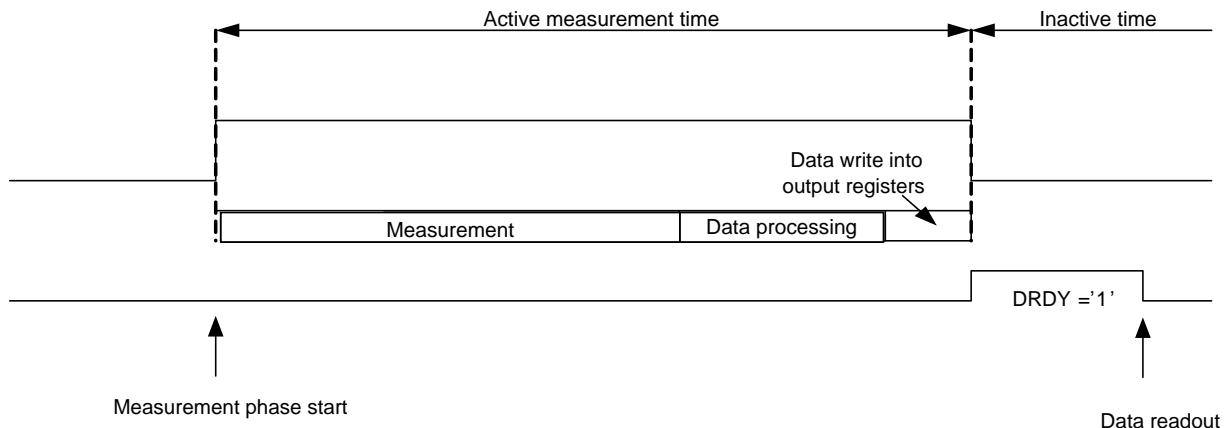 Active measurement time
Inactive time
Data write into
output registers
Measurement
Data processing
DRDY ='1'
Measurement phase start
Data readout